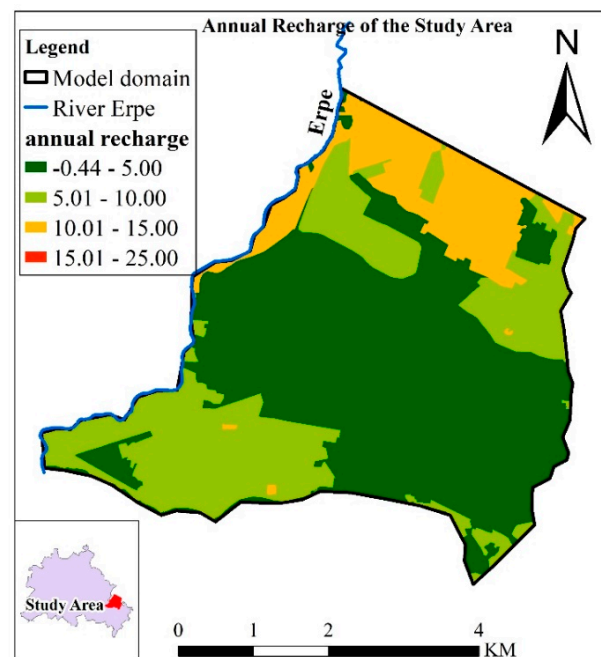 Annual Recharge of the Study Area
Legend
Model domain
River Erpe
annual recharge
-0.44 - 5.00
5.01 - 10.00
10.01 - 15.00
15.01 - 25.00
Erpe
N
Study Area
0 1 2 4
KM